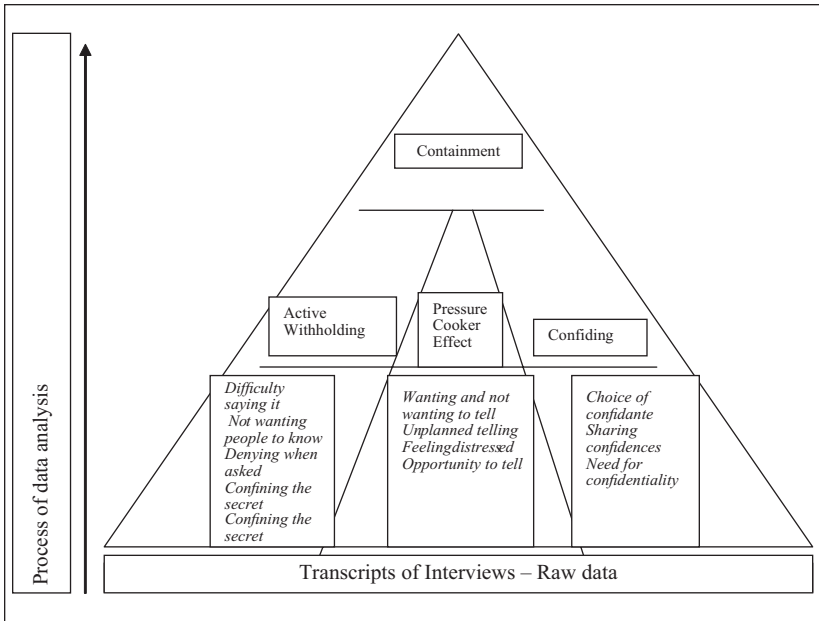 Process of data analysis
Containment
Active
Withholding
Pressure
Cooker
Effect
Confiding
Difficulty
saying it
Not wanting
people to know
Denying when
asked
Confining the
secret
Confining the
secret
Wanting and not
wanting to tell
Unplanned telling
Feeling distressed
Opportunity to tell
Choice of
confidante
Sharing
confidences
Need for
confidentiality
Transcripts of Interviews – Raw data